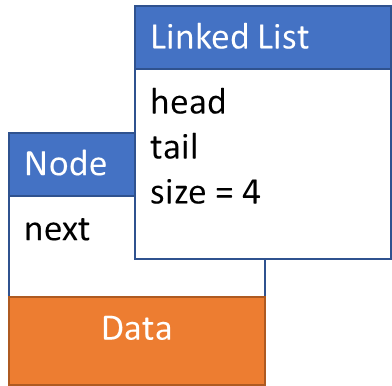 Linked List
head
tail
size = 4
Node
next
Data